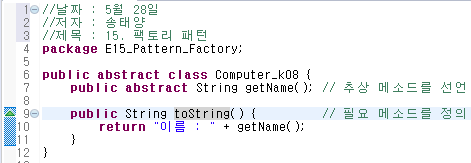 1 //날짜 : 5월 28일
2 //저자 : 송태양
3 //제목 : 15. 팩토리 패턴
4 package E15_Pattern_Factory;
5
6 public abstract class Computer_k08 {
7 public abstract String getName(); // 추상 메소드를 선언
8
9 public String toString() { // 필요 메소드를 정의
10 return "이름 : " + getName();
11 }
12 }